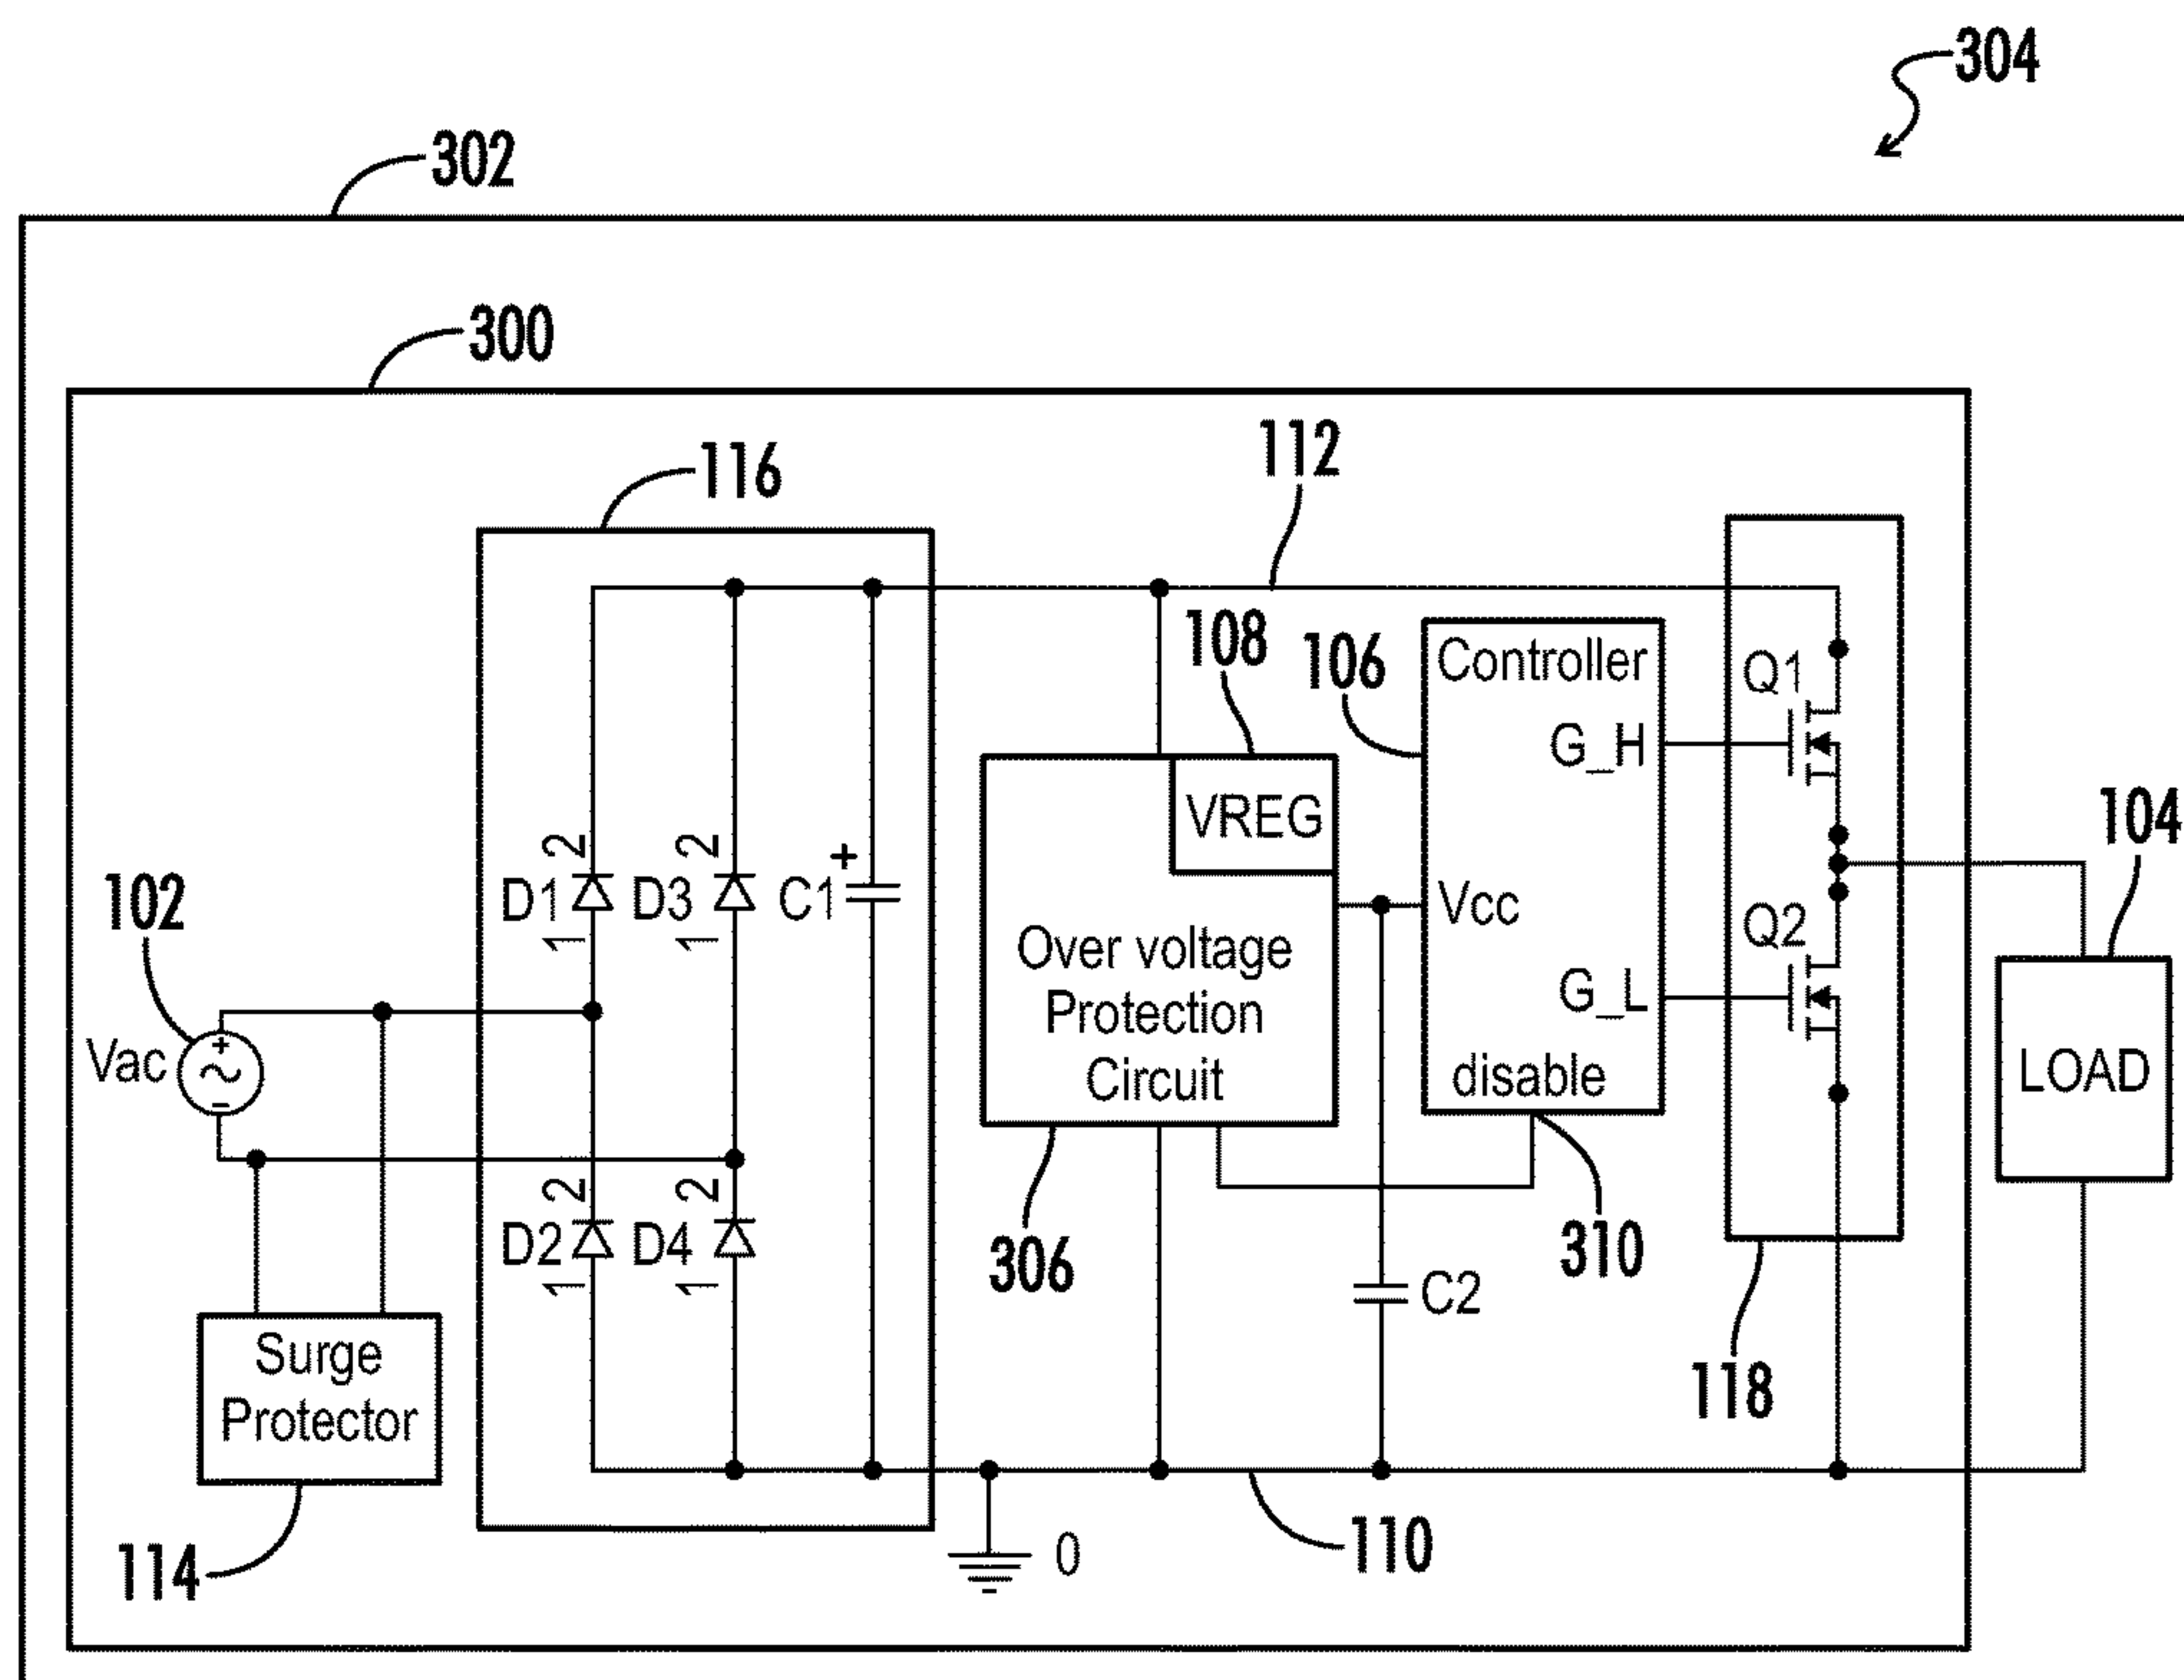 304
302
300
116
112
108
106
Controller
Q1
G_H
VREG
104
2
2
+
D1
D3
C1
1
1
102
Vcc
Q2
Over voltage
Protection
Circuit
G_L
Vac
+
-
disable
LOAD
2
2
D2
D4
1
1
306
310
C2
Surge
Protector
118
114
0
110